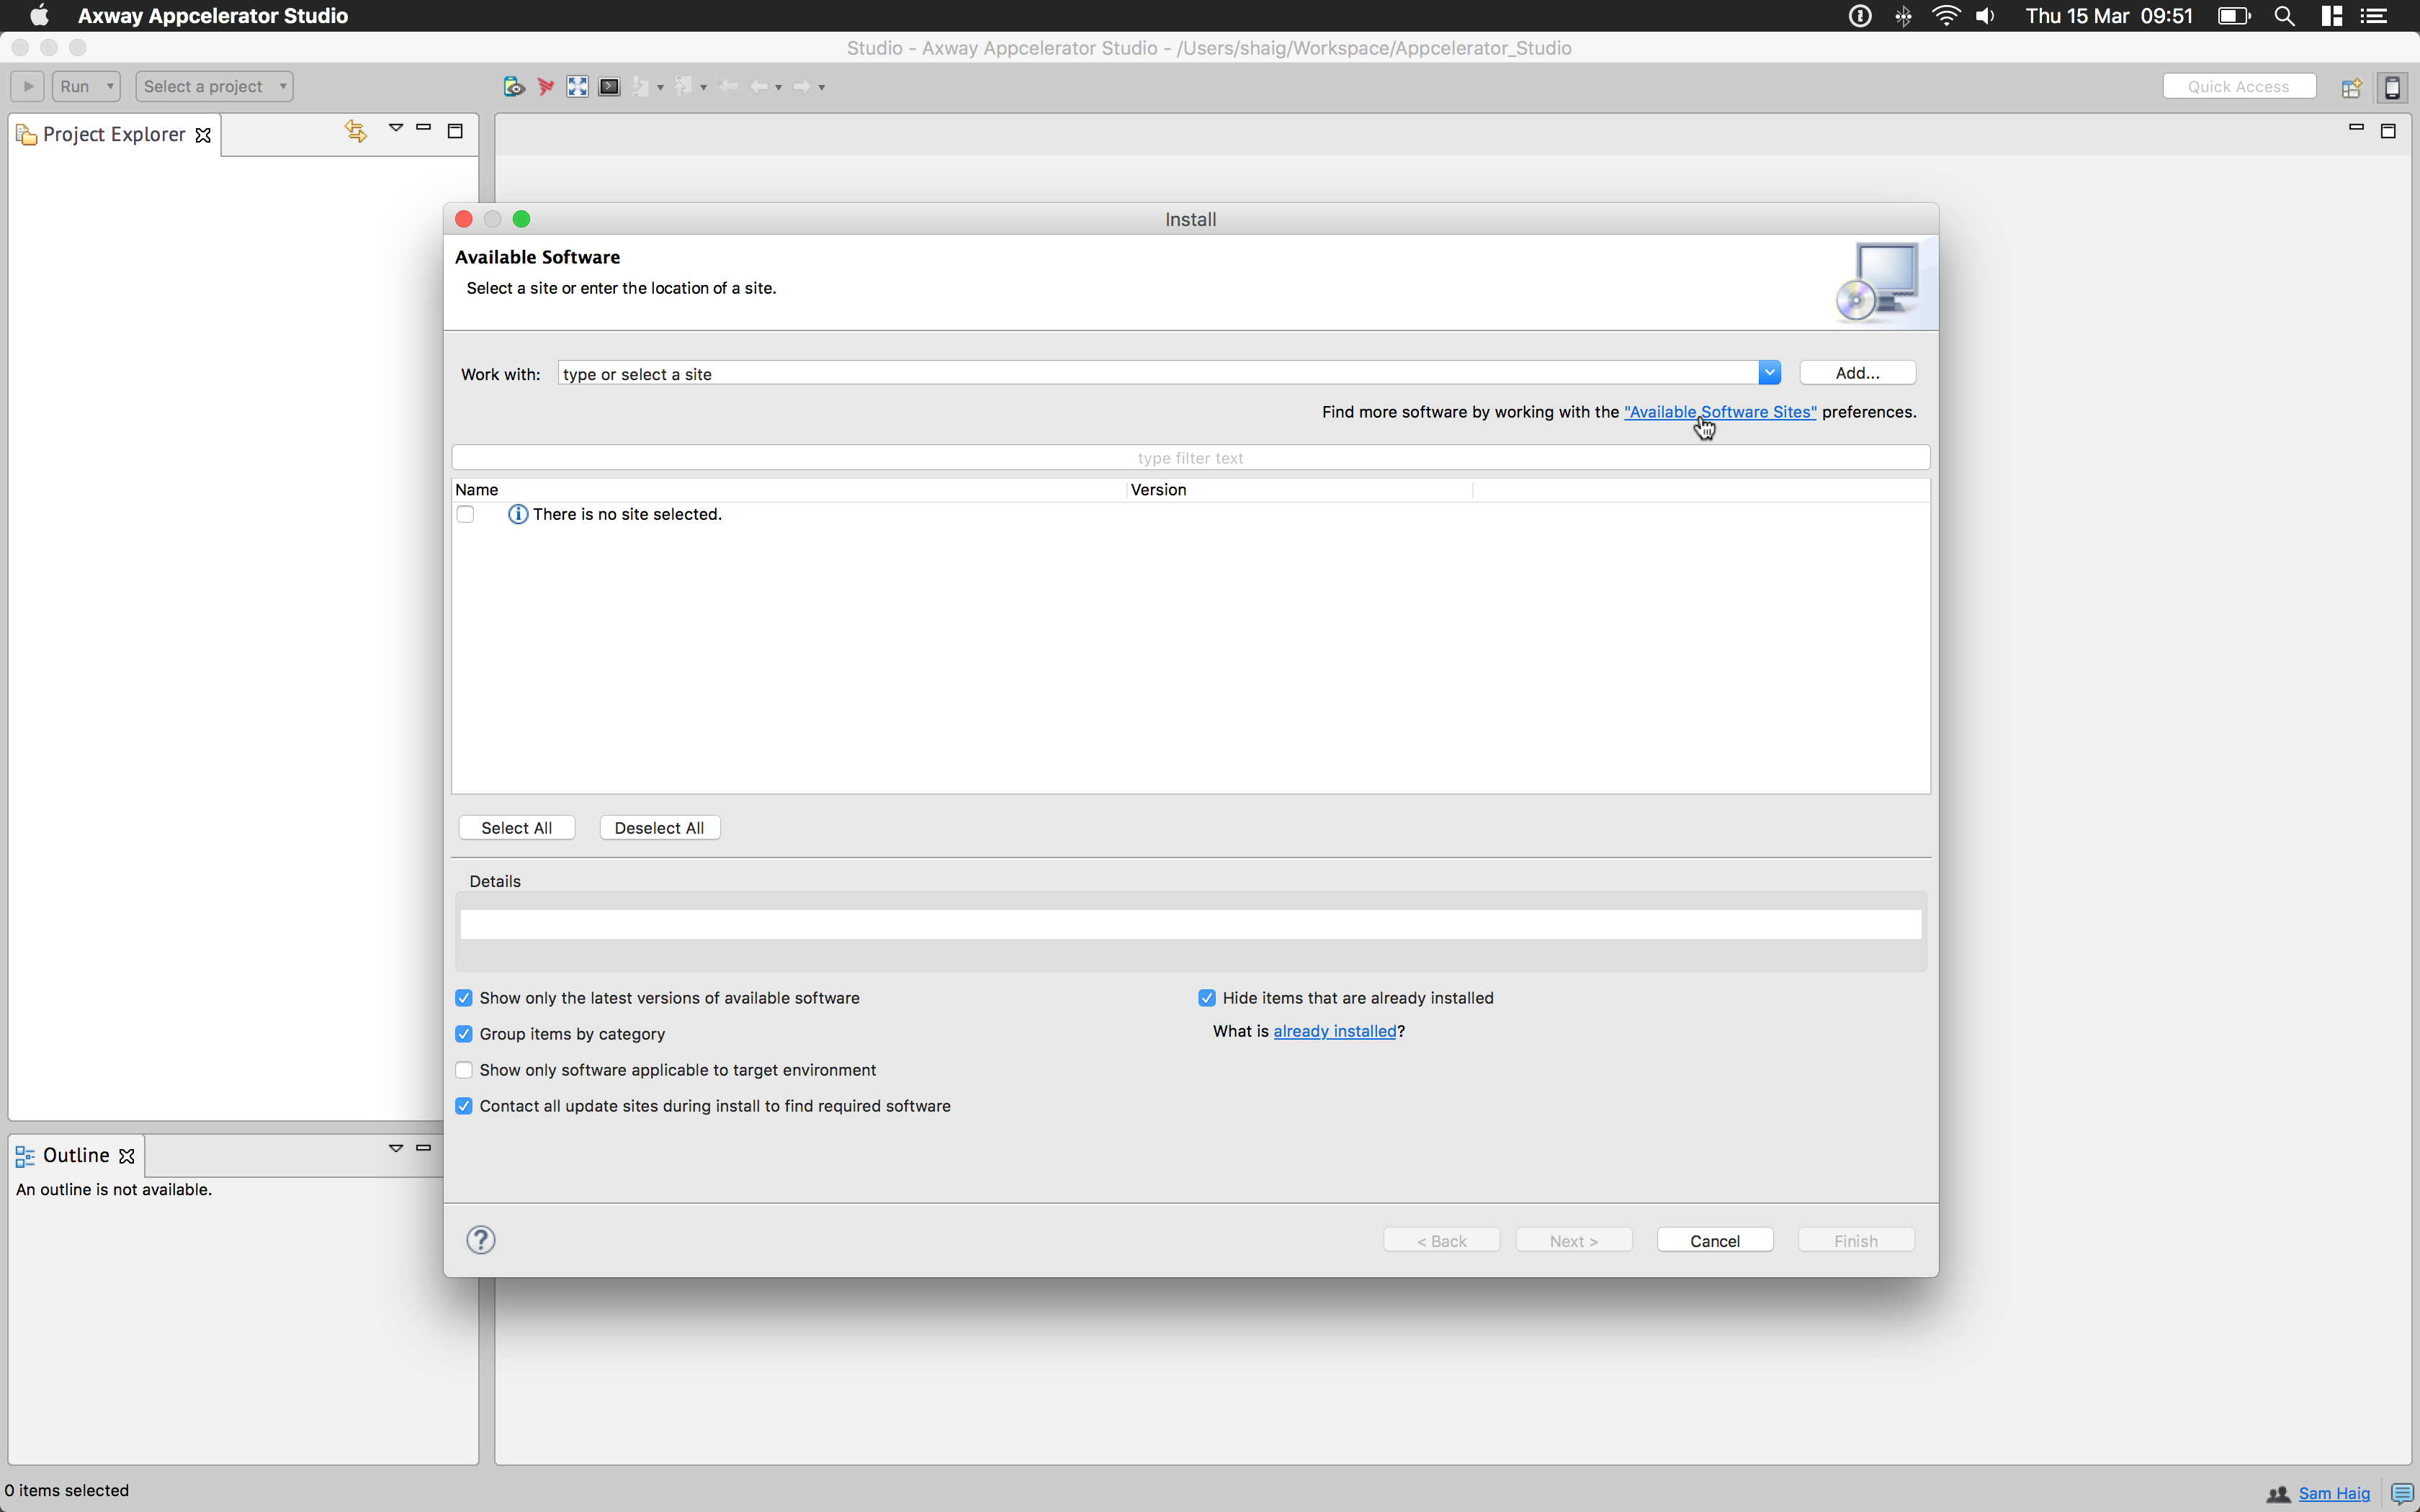 Axway Appcelerator Studio
Thu 15 Mar 09:51
Studio - Axway Appcelerator Studio - /Users/shaig/Workspace/Appcelerator_Studio
Run
Select a project
Quick Access
Project Explorer
Install
Available Software
Select a site or enter the location of a site.
Work with:
type or select a site
Add...
Find more software by working with the "Available Software Sites" preferences.
type filter text
Name
Version
There is no site selected.
Select All
Deselect All
Details
Show only the latest versions of available software
Hide items that are already installed
Group items by category
What is already installed?
Show only software applicable to target environment
Contact all update sites during install to find required software
Outline
An outline is not available.
?
< Back
Next >
Cancel
Finish
0 items selected
Sam Haig